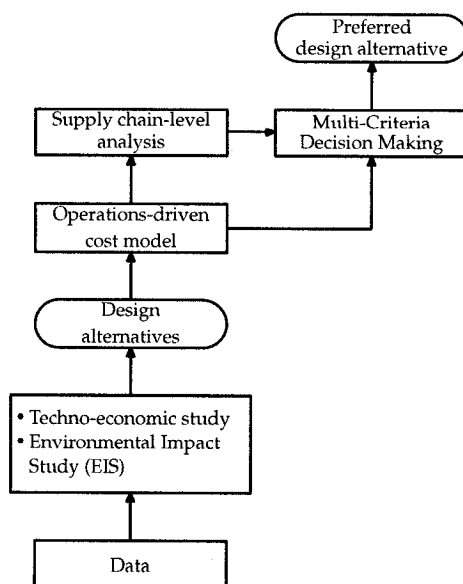 Preferred
design alternative
Supply chain-level
analysis
Multi-Criteria
Decision Making
Operations-driven
cost model
Design
alternatives
• Techno-economic study
• Environmental Impact
Study (EIS)
Data